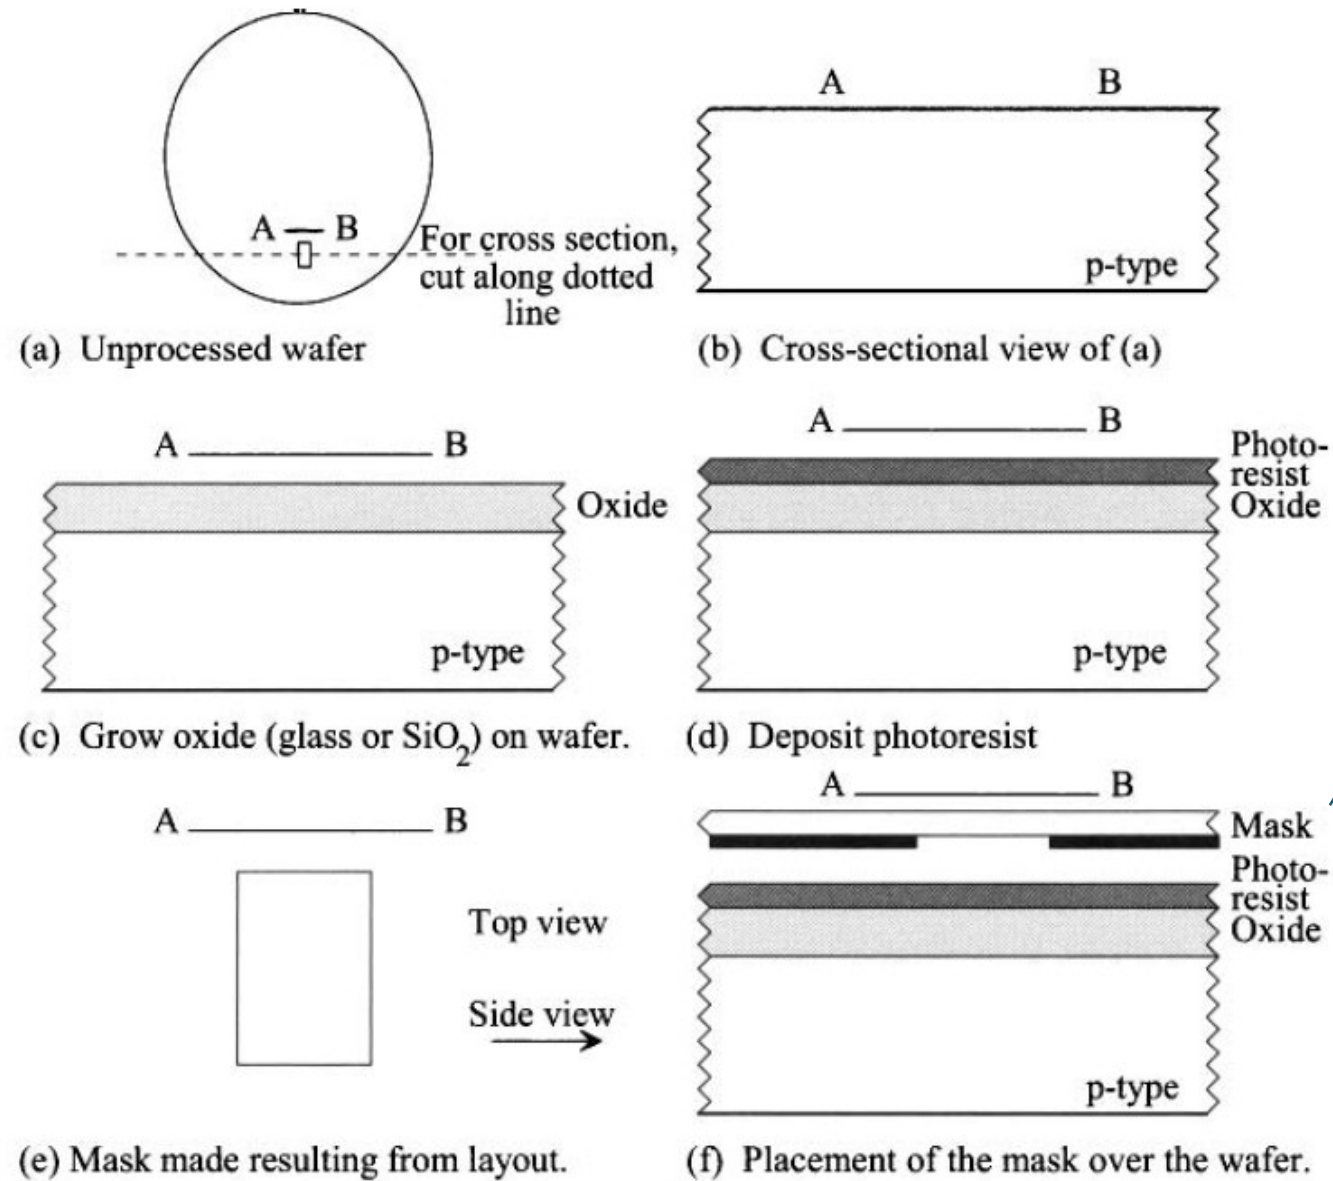 A B
For cross section,
cut along dotted
line
(a) Unprocessed wafer
A B
p-type
(b) Cross-sectional view of (a)
A B
Oxide
p-type
(c) Grow oxide (glass or SiO₂) on wafer.
A B
Photo-
resist
Oxide
p-type
(d) Deposit photoresist
A B
Top view
Side view
(e) Mask made resulting from layout.
A B
Mask
Photo-
resist
Oxide
p-type
(f) Placement of the mask over the wafer.